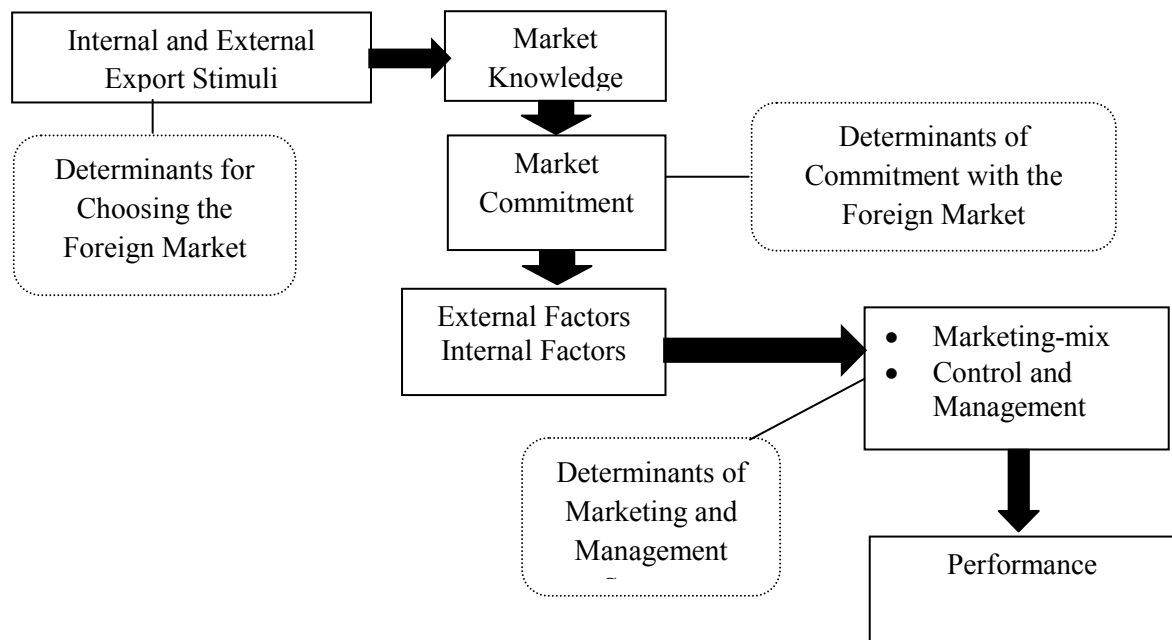 Internal and External
Export Stimuli
Market
Knowledge
Determinants for
Choosing the
Foreign Market
Market
Commitment
Determinants of
Commitment with the
Foreign Market
External Factors
Internal Factors
• Marketing-mix
• Control and
Management
Determinants of
Marketing and
Management
Performance